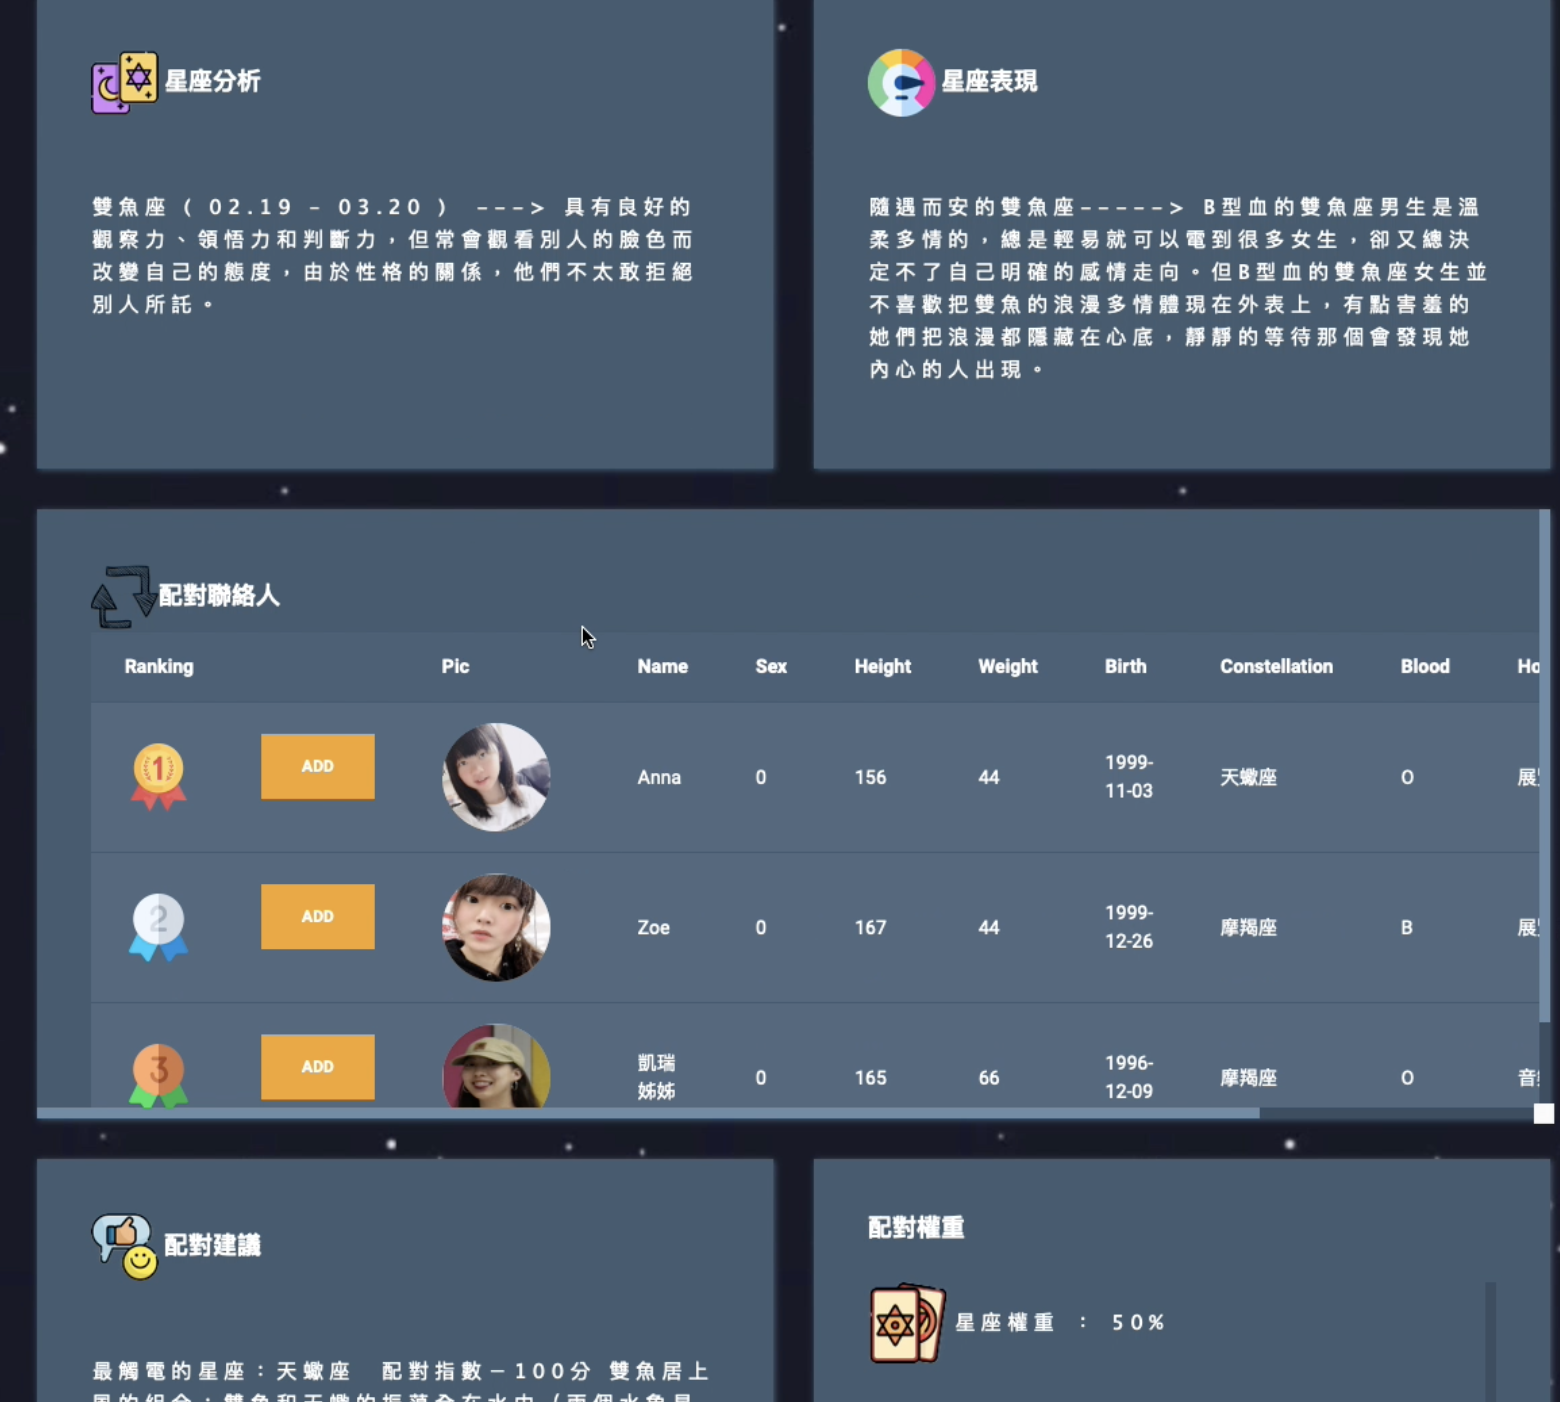 星座分析
雙魚座 ( 02.19 – 03.20 ) ---> 具有良好的
觀察力、領悟力和判斷力，但常會觀看別人的臉色而
改變自己的態度，由於性格的關係，他們不太敢拒絕
別人所託。
星座表現
隨遇而安的雙魚座-----> B型血的雙魚座男生是溫
柔多情的，總是輕易就可以電到很多女生，卻又總決
定不了自己明確的感情走向。但B型血的雙魚座女生並
不喜歡把雙魚的浪漫多情體現在外表上，有點害羞的
她們把浪漫都隱藏在心底，靜靜的等待那個會發現她
內心的人出現。
配對聯絡人
Ranking Pic Name Sex Height Weight Birth Constellation Blood Ho
1 ADD Anna 0 156 44 1999-11-03 天蠍座 O 展
2 ADD Zoe 0 167 44 1999-12-26 摩羯座 B 展
3 ADD 凱瑞姊姊 0 165 66 1996-12-09 摩羯座 O 音
配對建議
最觸電的星座：天蠍座 配對指數－100分 雙魚居上
配對權重
星座權重 ： 50%